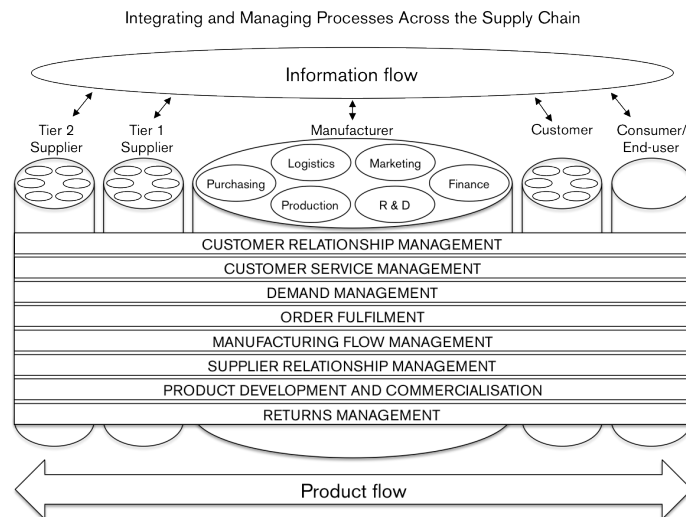 Integrating and Managing Processes Across the Supply Chain
Information flow
Tier 2
Supplier
Tier 1
Supplier
Manufacturer
Customer
Consumer/
End-user
Logistics
Marketing
Purchasing
Finance
Production
R & D
CUSTOMER RELATIONSHIP MANAGEMENT
CUSTOMER SERVICE MANAGEMENT
DEMAND MANAGEMENT
ORDER FULFILMENT
MANUFACTURING FLOW MANAGEMENT
SUPPLIER RELATIONSHIP MANAGEMENT
PRODUCT DEVELOPMENT AND COMMERCIALISATION
RETURNS MANAGEMENT
Product flow